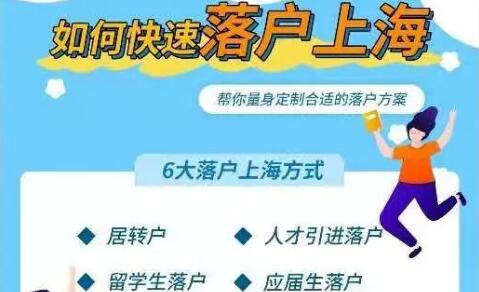 如何快速落户上海
帮你量身定制合适的落户方案
6大落户上海方式
居转户
人才引进落户
留学生落户
应届生落户